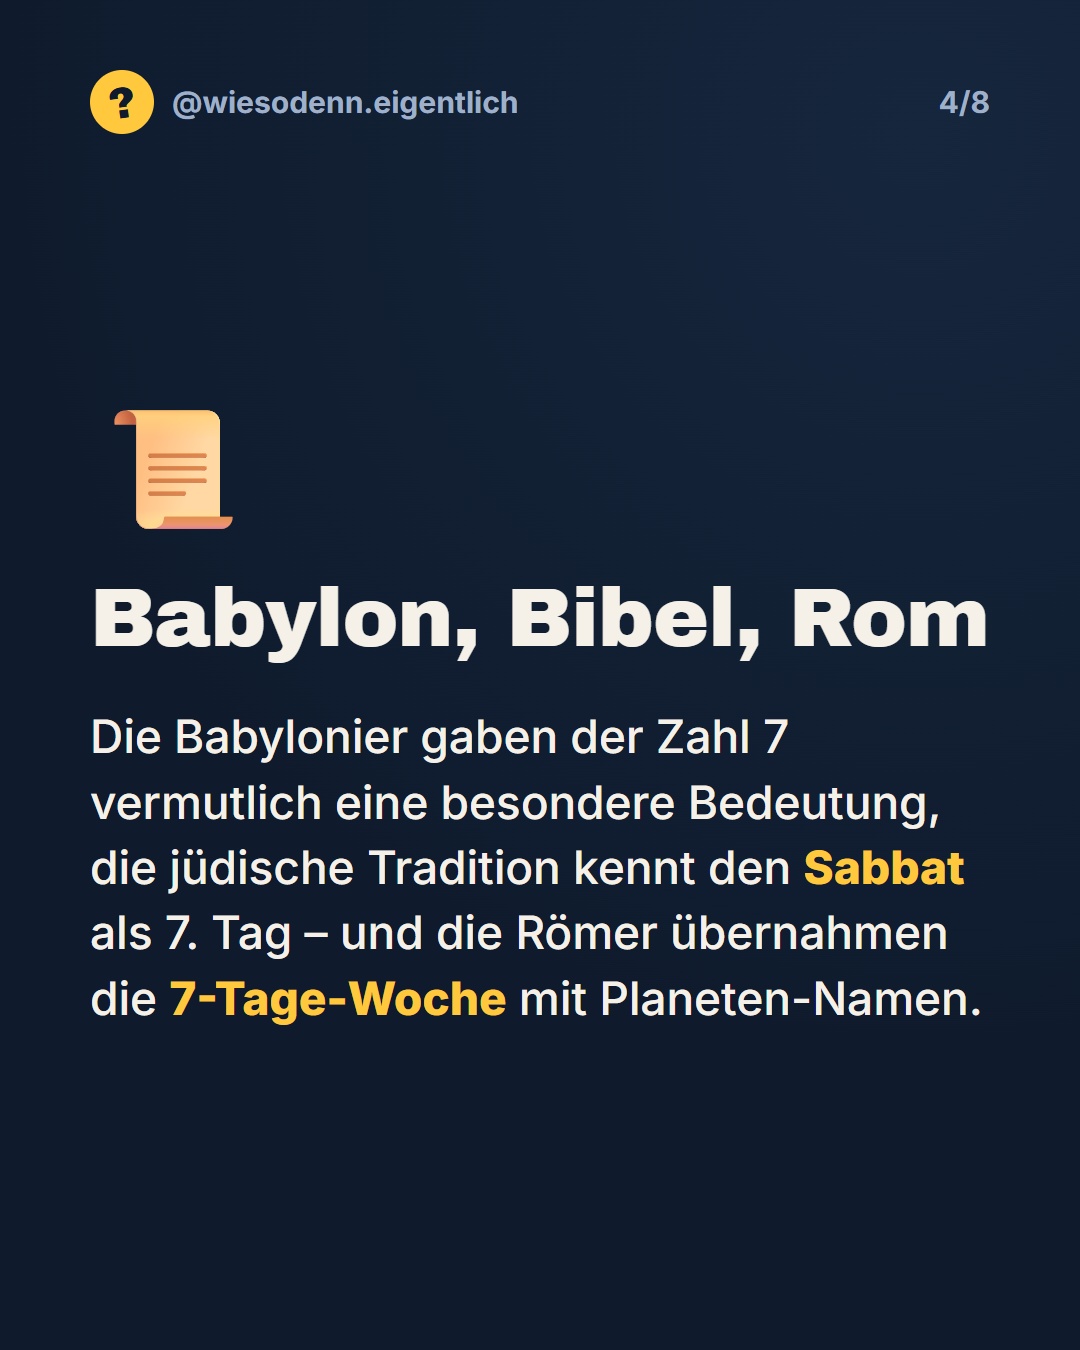 ?
@wiesodenn.eigentlich
4/8
Babylon, Bibel, Rom
Die Babylonier gaben der Zahl 7
vermutlich eine besondere Bedeutung,
die jüdische Tradition kennt den Sabbat
als 7. Tag – und die Römer übernahmen
die 7-Tage-Woche mit Planeten-Namen.